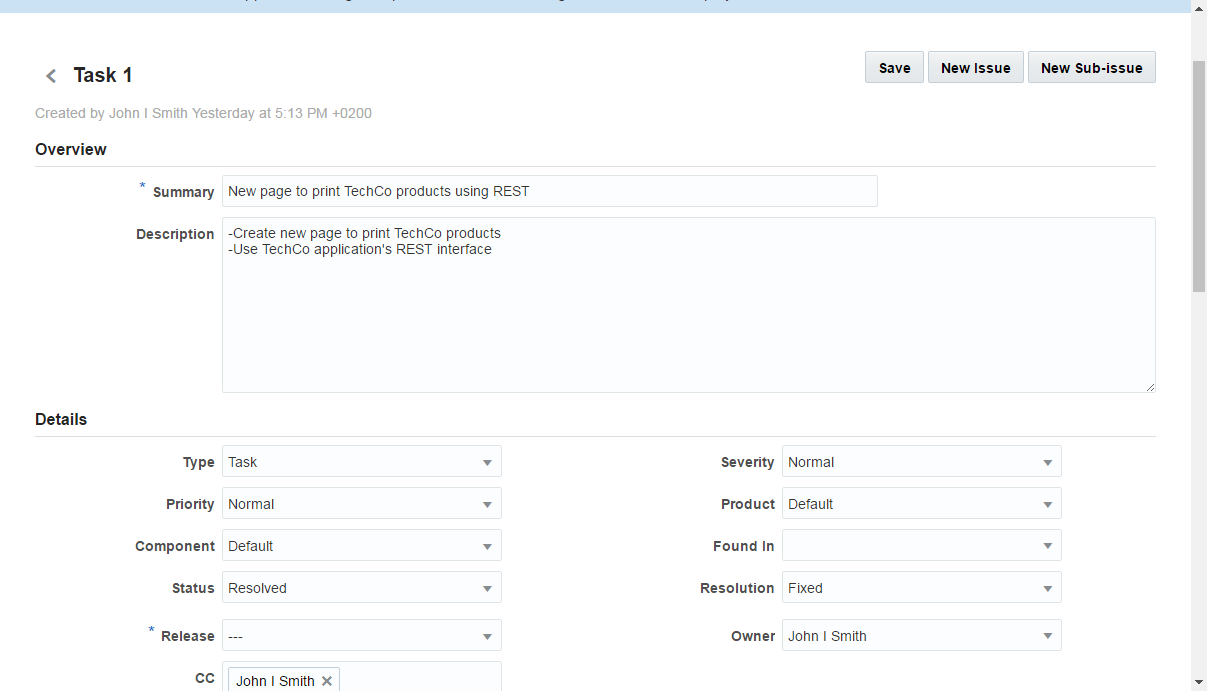 Task 1
Save New Issue New Sub-issue
Created by John I Smith Yesterday at 5:13 PM +0200
Overview
* Summary New page to print TechCo products using REST
Description -Create new page to print TechCo products
-Use TechCo application's REST interface
Details
Type Task Severity Normal
Priority Normal Product Default
Component Default Found In
Status Resolved Resolution Fixed
* Release --- Owner John I Smith
CC John I Smith ×